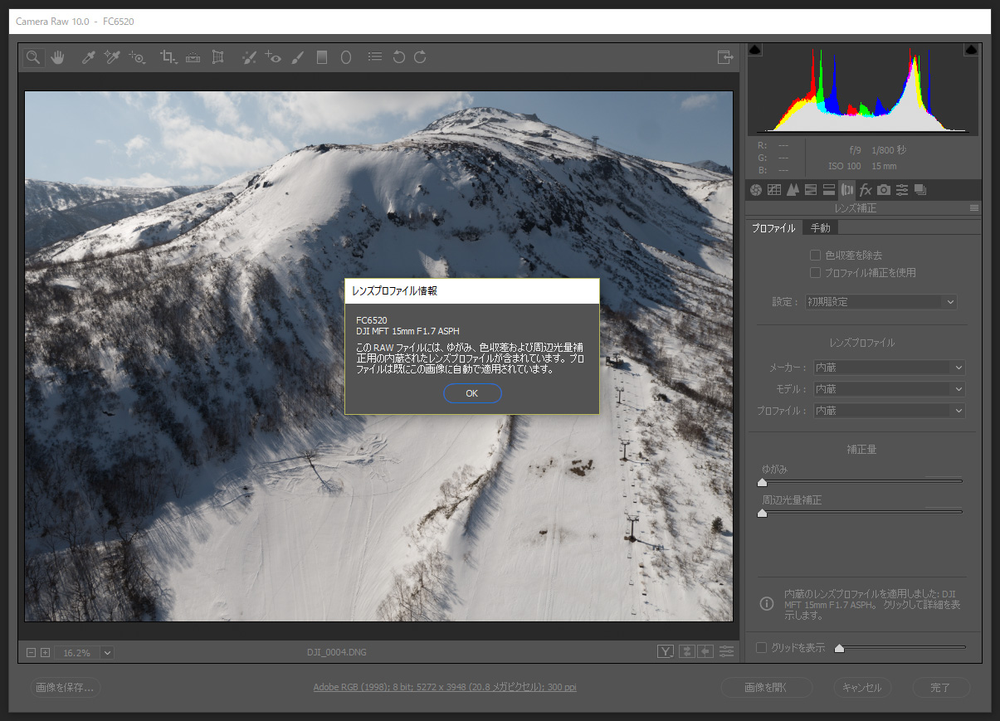 Camera Raw 10.0 - FC6520
R: ---
G: ---
B: ---
f/9 1/800 秒
ISO 100 15 mm
レンズ補正
プロファイル 手動
色収差を除去
プロファイル補正を使用
設定： 初期設定
レンズプロファイル
メーカー： 内蔵
モデル： 内蔵
プロファイル： 内蔵
補正量
ゆがみ
周辺光量補正
内蔵のレンズプロファイルを適用しました: DJI
MFT 15mm F1.7 ASPH。 クリックして詳細を表
示します。
グリッドを表示
レンズプロファイル情報
FC6520
DJI MFT 15mm F1.7 ASPH
この RAW ファイルには、ゆがみ、色収差および周辺光量補
正用の内蔵されたレンズプロファイルが含まれています。プロ
ファイルは既にこの画像に自動で適用されています。
OK
16.2%
DJI_0004.DNG
Y
画像を保存...
Adobe RGB (1998); 8 bit; 5272 x 3948 (20.8 メガピクセル); 300 ppi
画像を開く
キャンセル
完了